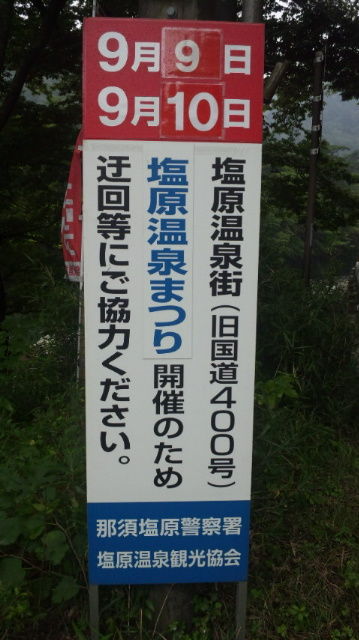 9月9日
9月10日
塩原温泉街（旧国道400号）
塩原温泉まつり開催のため
迂回等にご協力ください。
那須塩原警察署
塩原温泉観光協会